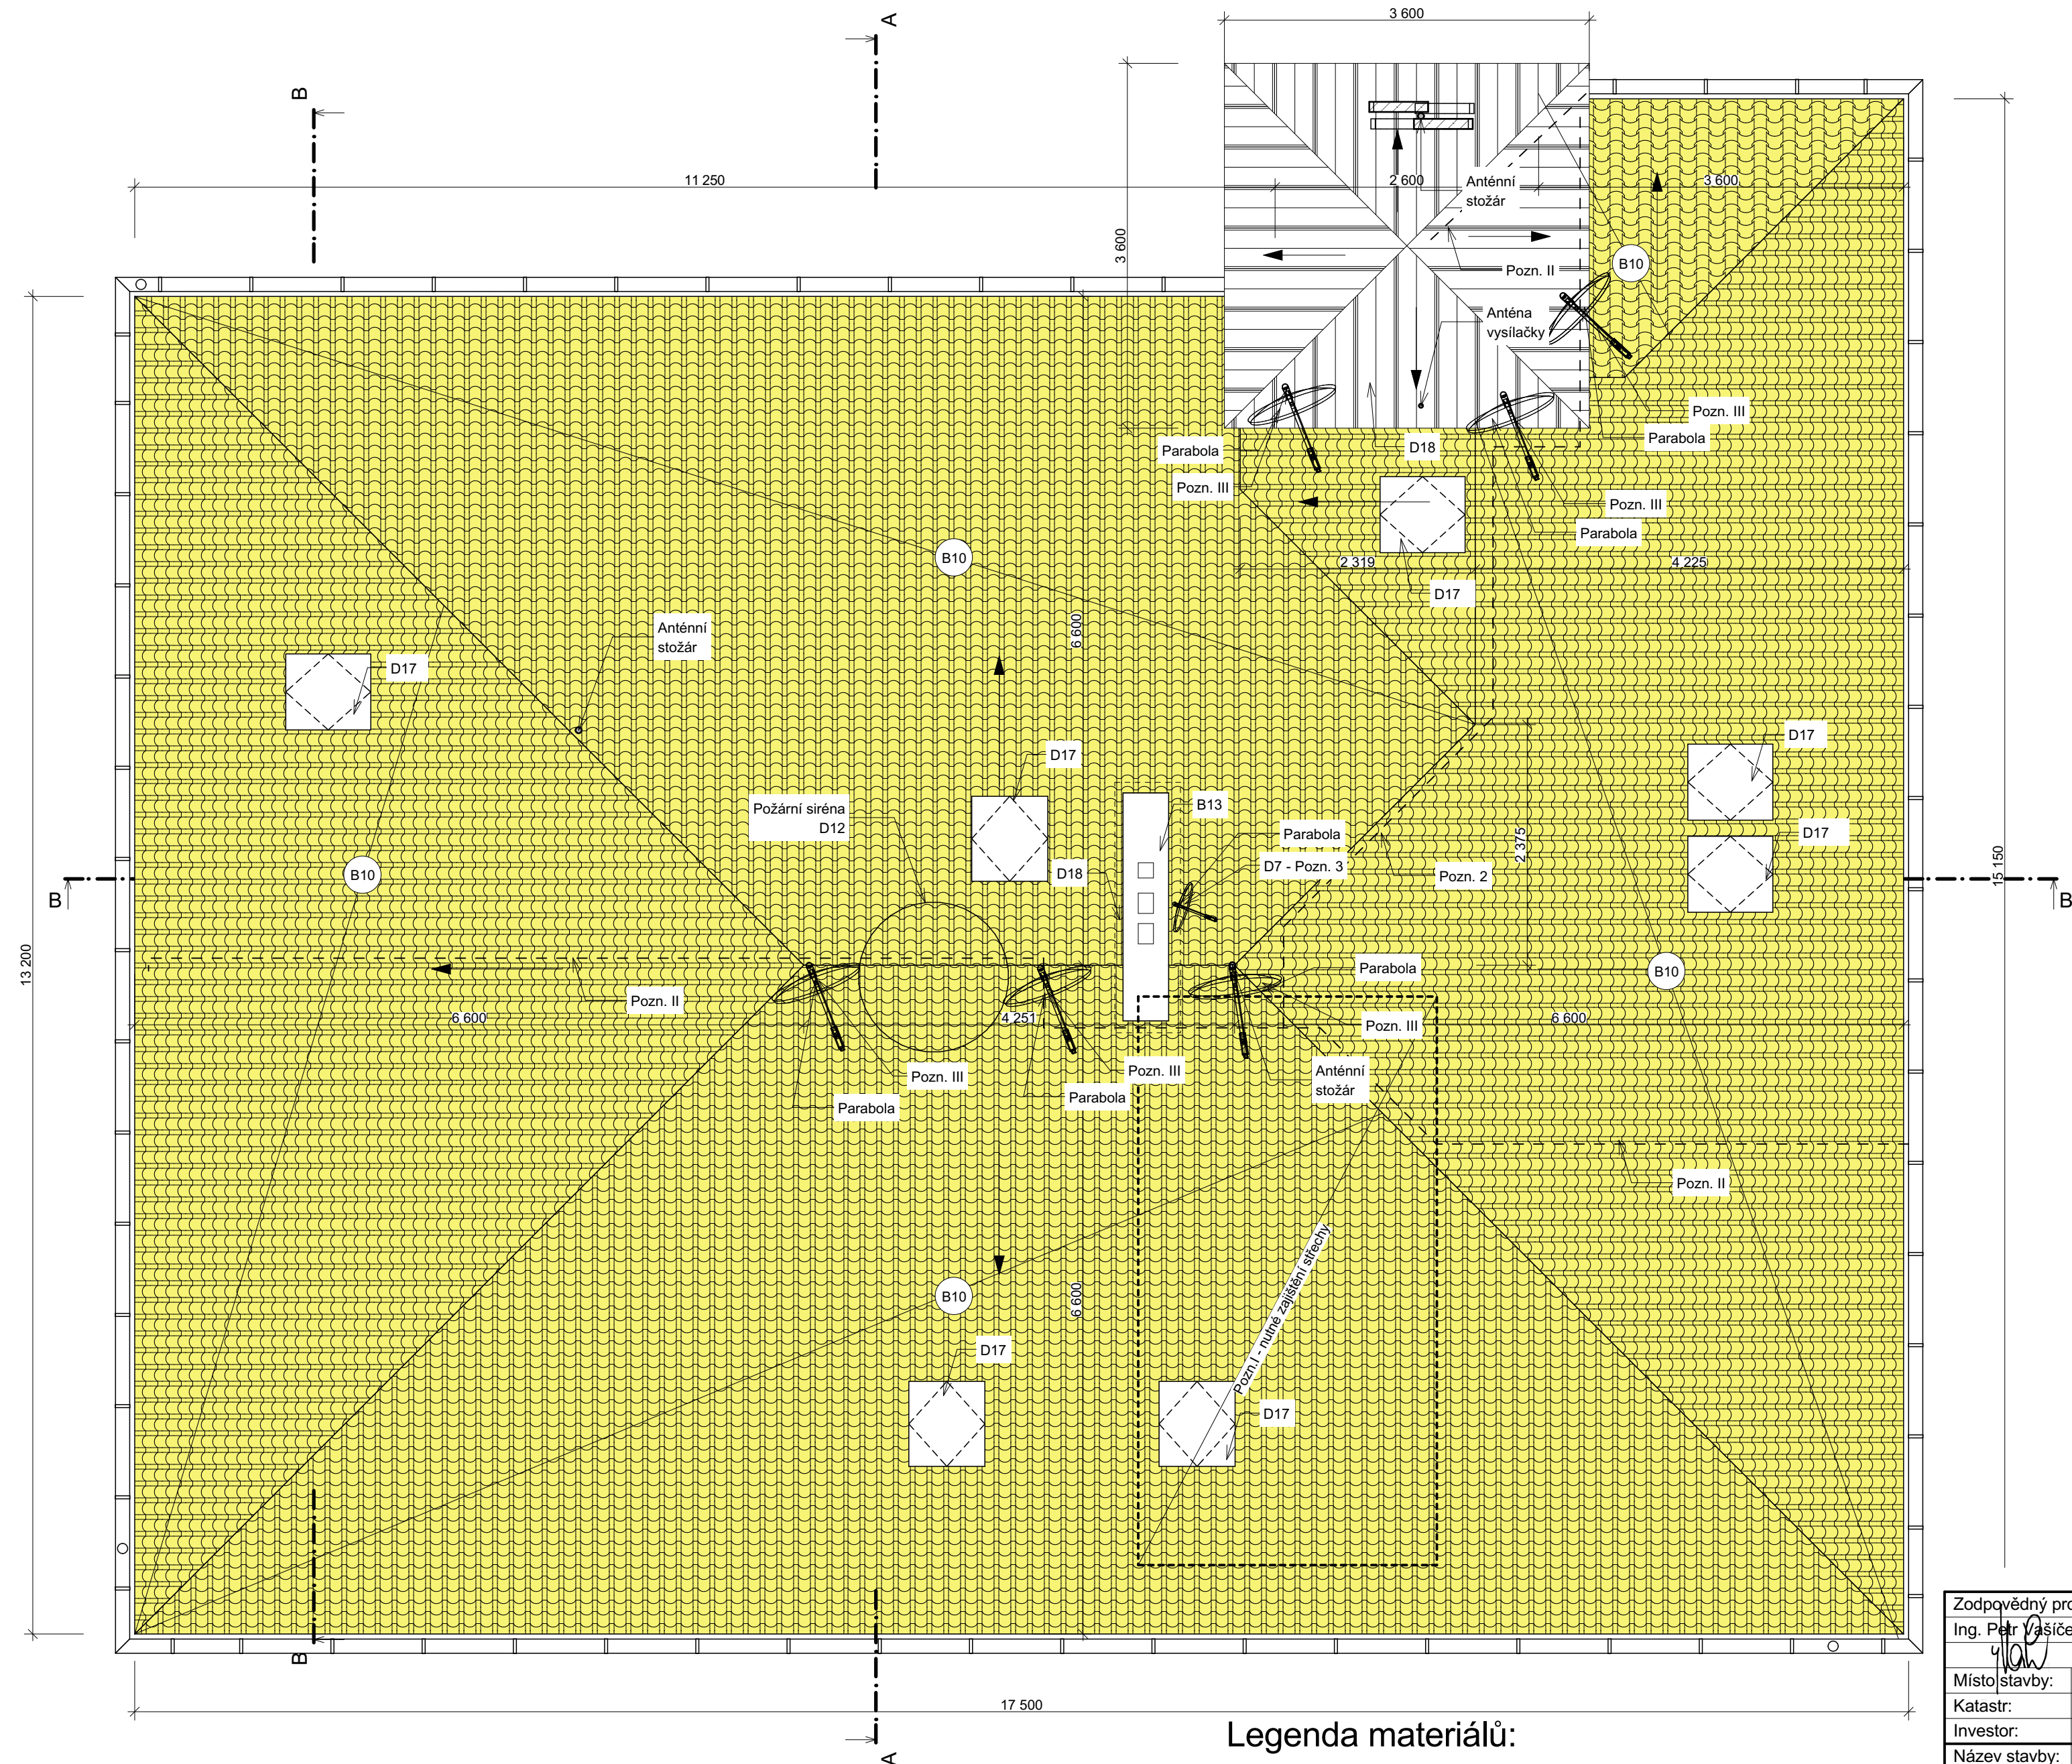 3 600
A
B
11 250
2 600
3 600
Anténní
stožár
3 600
Pozn. II
B10
Anténa
vysílačky
Pozn. III
Parabola
Parabola
D18
Pozn. III
Pozn. III
Parabola
B10
2 319
4 225
D17
Anténní
stožár
6 600
D17
D17
D17
Požární siréna
D12
B13
Parabola
D17
D18
D7 - Pozn. 3
2 375
Pozn. 2
15 150
B10
B
B
13 200
Parabola
B10
Pozn. II
6 600
4 251
Pozn. III
6 600
Pozn. III
Pozn. III
Anténní
stožár
Parabola
Parabola
Pozn. II
Pozn.I - nutné zajištění střechy
B10
6 600
D17
D17
B
17 500
A
Legenda materiálů:
Zodpovědný pro
Ing. Petr Vašíče
Místo stavby:
Katastr:
Investor:
Název stavby: